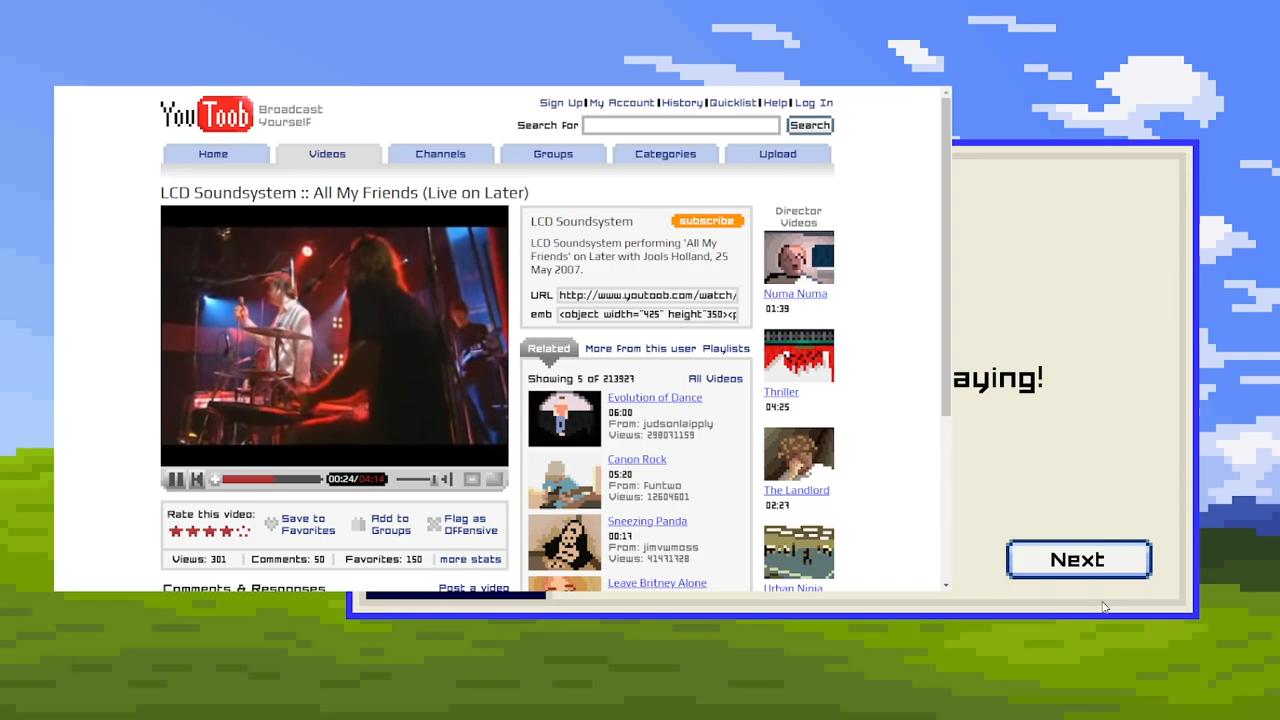 YouToob
Broadcast
Yourself
Sign Up|My Account|History|Quicklist|Help|Log In
Search for
Search
Home
Videos
Channels
Groups
Categories
Upload
LCD Soundsystem :: All My Friends (Live on Later)
LCD Soundsystem
subscribe
LCD Soundsystem performing 'All My
Friends' on Later with Jools Holland, 25
May 2007.
URL http://www.youtoob.com/watch/
emb <object width="425" height"350><p
Related
More from this user
Playlists
Showing 5 of 213927
All Videos
Evolution of Dance
06:00
From: judsonlaipply
Views: 298071159
Canon Rock
05:20
From: Funtwo
Views: 12604601
Sneezing Panda
00:17
From: jimvwmoss
Views: 41471728
Leave Britney Alone
Director
Videos
Numa Numa
01:39
Thriller
04:25
The Landlord
02:27
Urban Ninja
00:24/04:14
Rate this video:
Save to
Favorites
Add to
Groups
Flag as
Offensive
Views: 301
Comments: 50
Favorites: 150
more stats
Comments & Responses
Post a video
aying!
Next